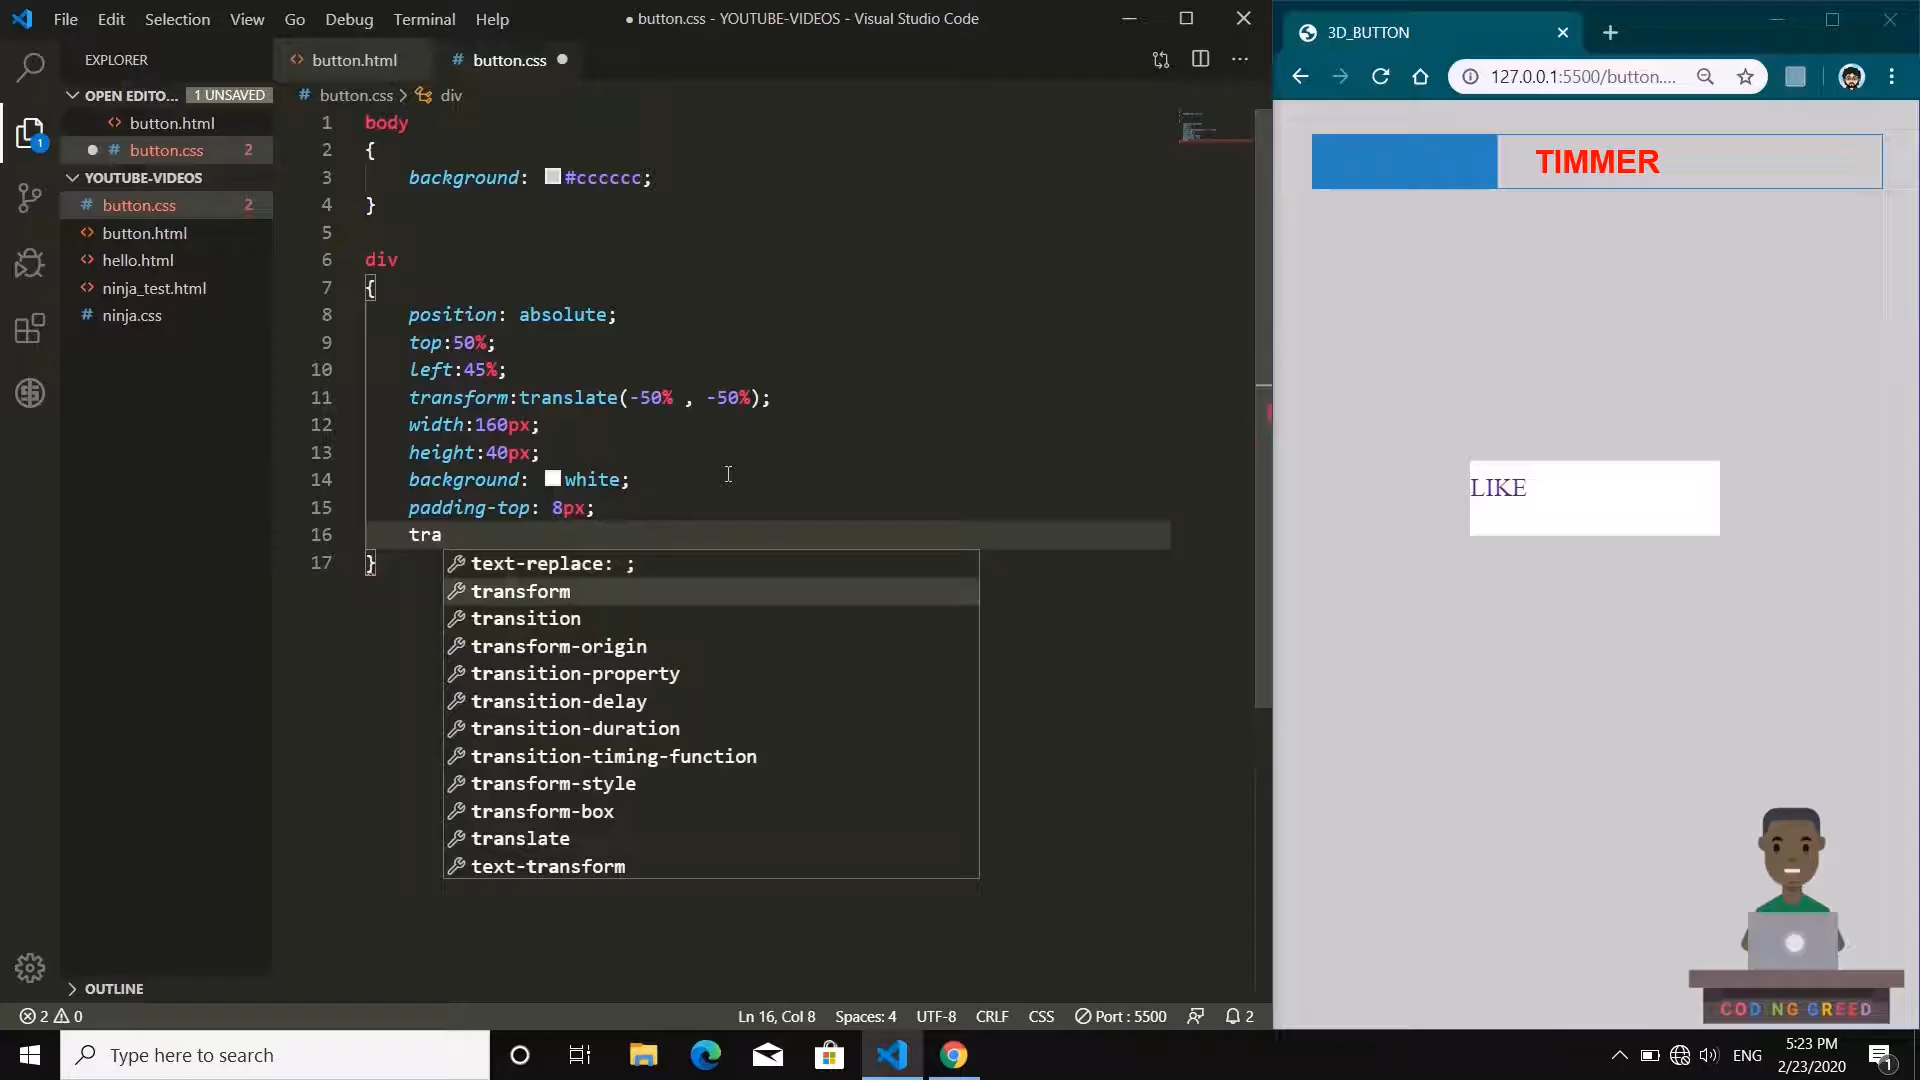 File Edit Selection View Go Debug Terminal Help
● button.css - YOUTUBE-VIDEOS - Visual Studio Code
EXPLORER
OPEN EDITO... 1 UNSAVED
<> button.html
● # button.css 2
YOUTUBE-VIDEOS
# button.css 2
<> button.html
<> hello.html
<> ninja_test.html
# ninja.css
OUTLINE
1
<> button.html
# button.css ●
# button.css > div
1 body
2 {
3 background: #cccccc;
4 }
5
6 div
7 {
8 position: absolute;
9 top:50%;
10 left:45%;
11 transform:translate(-50% , -50%);
12 width:160px;
13 height:40px;
14 background: white;
15 padding-top: 8px;
16 tra
17 }
text-replace: ;
transform
transition
transform-origin
transition-property
transition-delay
transition-duration
transition-timing-function
transform-style
transform-box
translate
text-transform
2 0 Ln 16, Col 8 Spaces: 4 UTF-8 CRLF CSS Port : 5500 2
3D_BUTTON
127.0.0.1:5500/button....
TIMMER
LIKE
CODING GREED
Type here to search
ENG
5:23 PM
2/23/2020
1